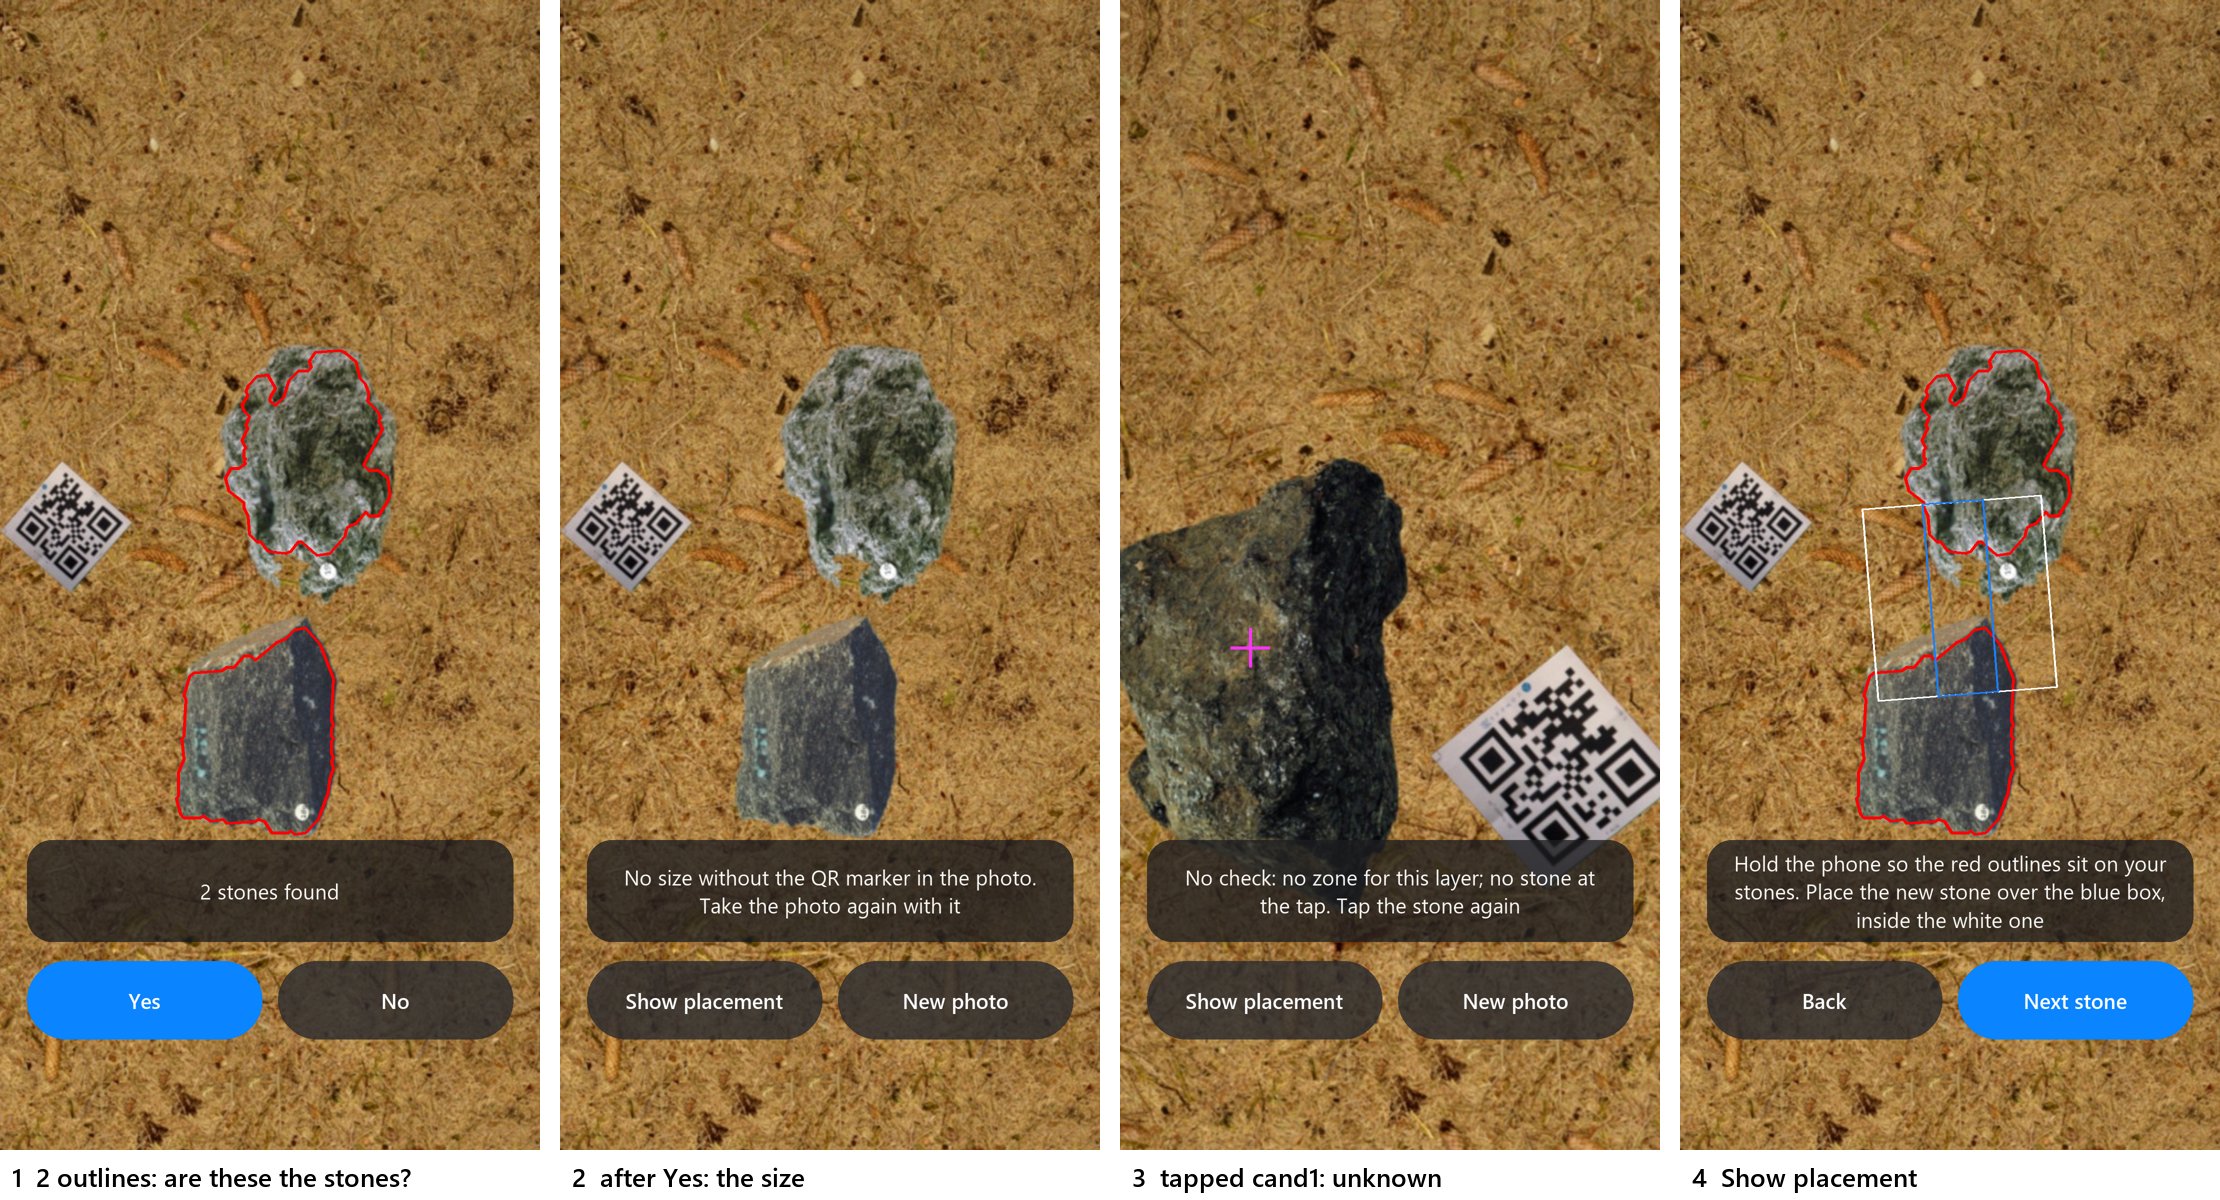 2 stones found
Yes
No
1 2 outlines: are these the stones?
No size without the QR marker in the photo.
Take the photo again with it
Show placement
New photo
2 after Yes: the size
No check: no zone for this layer; no stone at
the tap. Tap the stone again
Show placement
New photo
3 tapped cand1: unknown
Hold the phone so the red outlines sit on your
stones. Place the new stone over the blue box,
inside the white one
Back
Next stone
4 Show placement